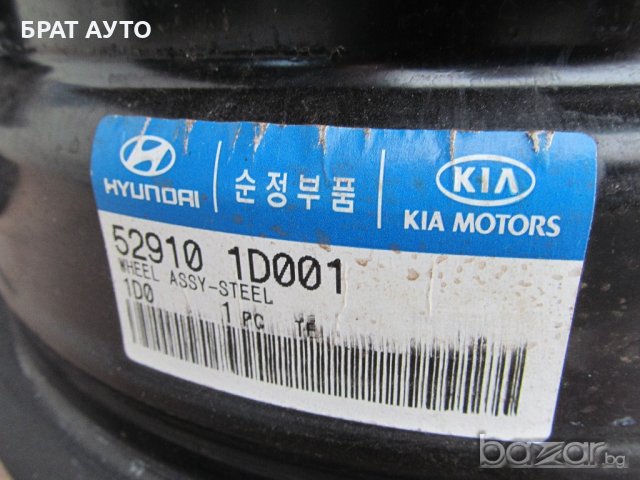 БРАТ АУТО
HYUNDAI
순정부품
KIA
KIA MOTORS
52910 1D001
WHEEL ASSY-STEEL
1D0 1 PC
bazar.bg